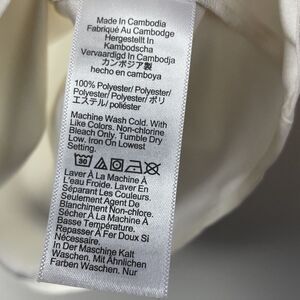 Made in Cambodia
Fabriqué Au Cambodge
Hergestellt In
Kambodscha
Vervaardigd In Cambodja
カンボジア製
hecho en camboya
100% Polyester/ Polyester/
Polyester/ Polyester/ ポリ
エステル/ poliéster
Machine Wash Cold. With
Like Colors. Non-chlorine
Bleach Only. Tumble Dry
Low. Iron On Lowest
Setting.
30
Laver À La Machine À
L'eau Froide. Laver En
Séparant Les Couleurs.
Seulement Agent De
Blanchiment Non-chloré.
Sécher À La Machine À
Basse Température.
Repasser À Fer Doux Si
Nécessaire.
In Der Maschine Kalt
Waschen, Mit Ähnlichen
Farben Waschen, Nur